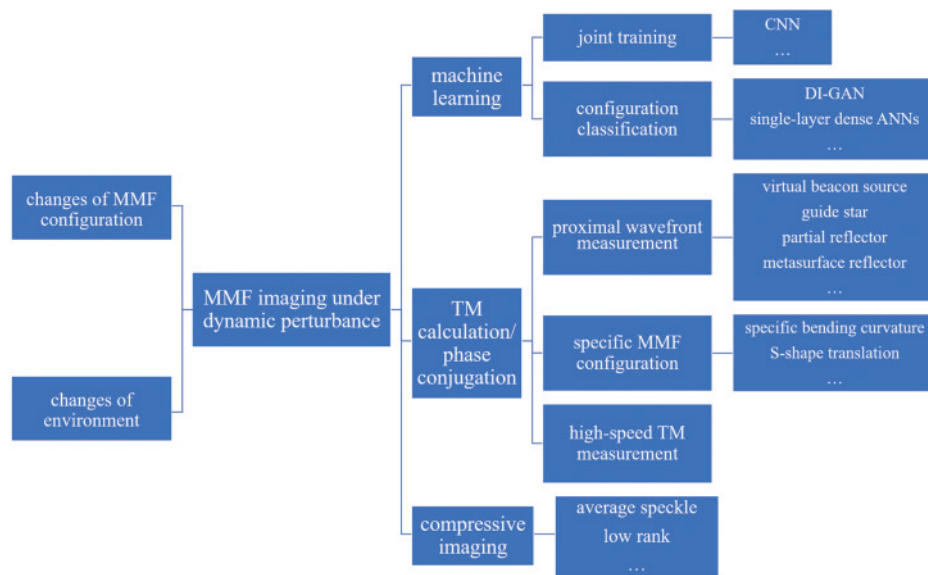 changes of MMF
configuration
changes of
environment
MMF imaging under
dynamic perturbance
machine
learning
joint training
CNN
…
configuration
classification
DI-GAN
single-layer dense ANNs
…
TM
calculation/
phase
conjugation
proximal wavefront
measurement
virtual beacon source
guide star
partial reflector
metasurface reflector
…
specific MMF
configuration
specific bending curvature
S-shape translation
…
high-speed TM
measurement
compressive
imaging
average speckle
low rank
…